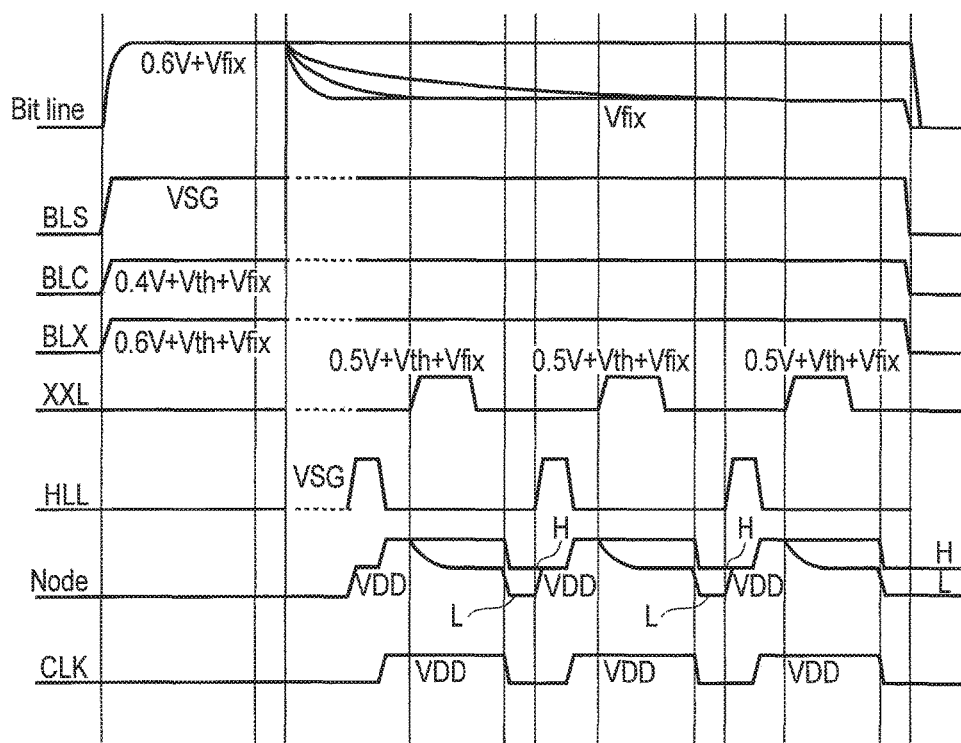 0.6V+Vfix
Bit line
Vfix
VSG
BLS
BLC
0.4V+Vth+Vfix
BLX
0.6V+Vth+Vfix
0.5V+Vth+Vfix 0.5V+Vth+Vfix 0.5V+Vth+Vfix
XXL
VSG
HLL
H H H
Node VDD VDD VDD L
L L
CLK VDD VDD VDD